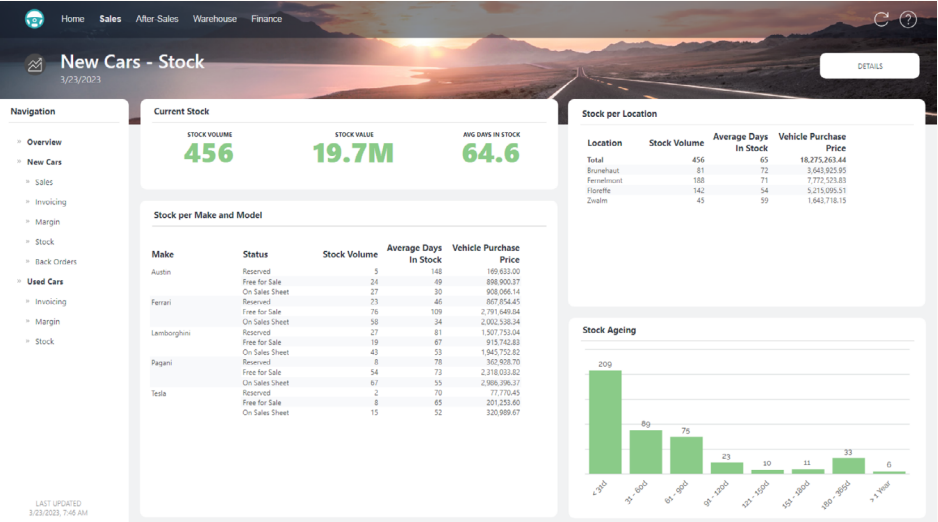 Home Sales After-Sales Warehouse Finance
New Cars - Stock
3/23/2023
DETAILS
Navigation
Overview
New Cars
Sales
Invoicing
Margin
Stock
Back Orders
Used Cars
Invoicing
Margin
Stock
LAST UPDATED
3/23/2023, 7:46 AM
Current Stock
STOCK VOLUME STOCK VALUE AVG DAYS IN STOCK
456 19.7M 64.6
Stock per Make and Model
Make Status Stock Volume Average Days In Stock Vehicle Purchase Price
Austin Reserved 5 148 169,633.00
Free for Sale 24 49 898,900.37
On Sales Sheet 27 30 908,066.14
Ferrari Reserved 23 46 867,854.45
Free for Sale 76 109 2,791,649.84
On Sales Sheet 58 34 2,002,538.34
Lamborghini Reserved 27 81 1,507,753.04
Free for Sale 19 67 915,742.83
On Sales Sheet 43 53 1,945,752.82
Pagani Reserved 8 78 362,928.70
Free for Sale 54 73 2,318,033.82
On Sales Sheet 67 55 2,986,396.37
Tesla Reserved 2 70 77,770.45
Free for Sale 8 65 201,253.60
On Sales Sheet 15 52 320,989.67
Stock per Location
Location Stock Volume Average Days In Stock Vehicle Purchase Price
Total 456 65 18,275,263.44
Brunehaut 81 72 3,643,925.95
Fernelmont 188 71 7,772,523.83
Floreffe 142 54 5,215,095.51
Zwalm 45 59 1,643,718.15
Stock Ageing
209
89
75
23
10
11
33
6
< 31d
31 - 60d
61 - 90d
91 - 120d
121 - 150d
151 - 180d
180 - 365d
> 1 Year